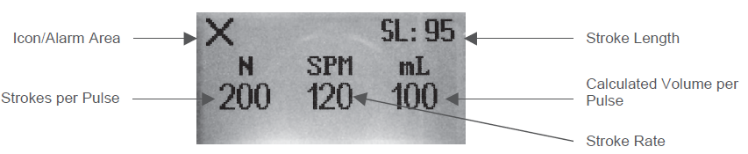 Icon/Alarm Area
SL: 95
Stroke Length
N SPM mL
Strokes per Pulse
200 120 100
Calculated Volume per
Pulse
Stroke Rate